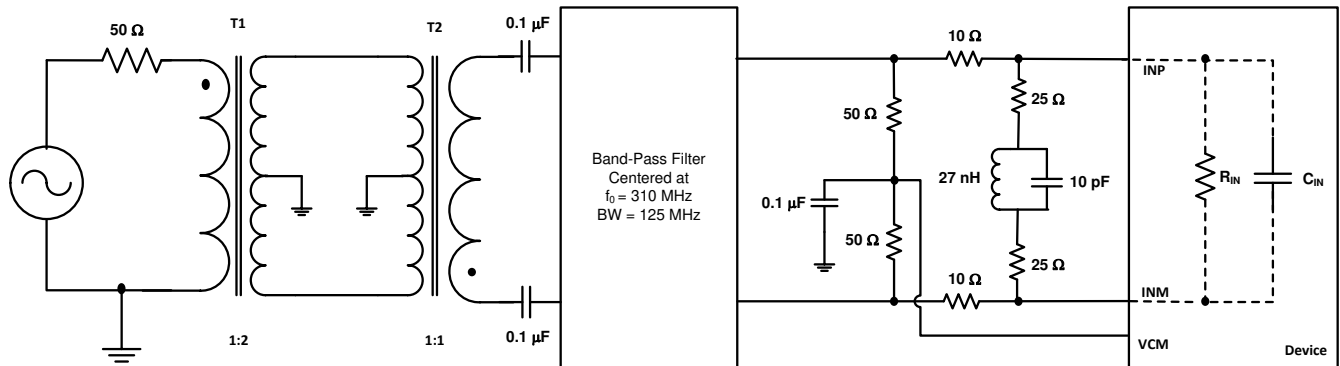 50 Ω
T1
T2
0.1 µF
1:2
1:1
0.1 µF
Band-Pass Filter
Centered at
f₀ = 310 MHz
BW = 125 MHz
10 Ω
50 Ω
0.1 µF
50 Ω
10 Ω
25 Ω
27 nH
10 pF
25 Ω
INP
RIN
CIN
INM
VCM
Device